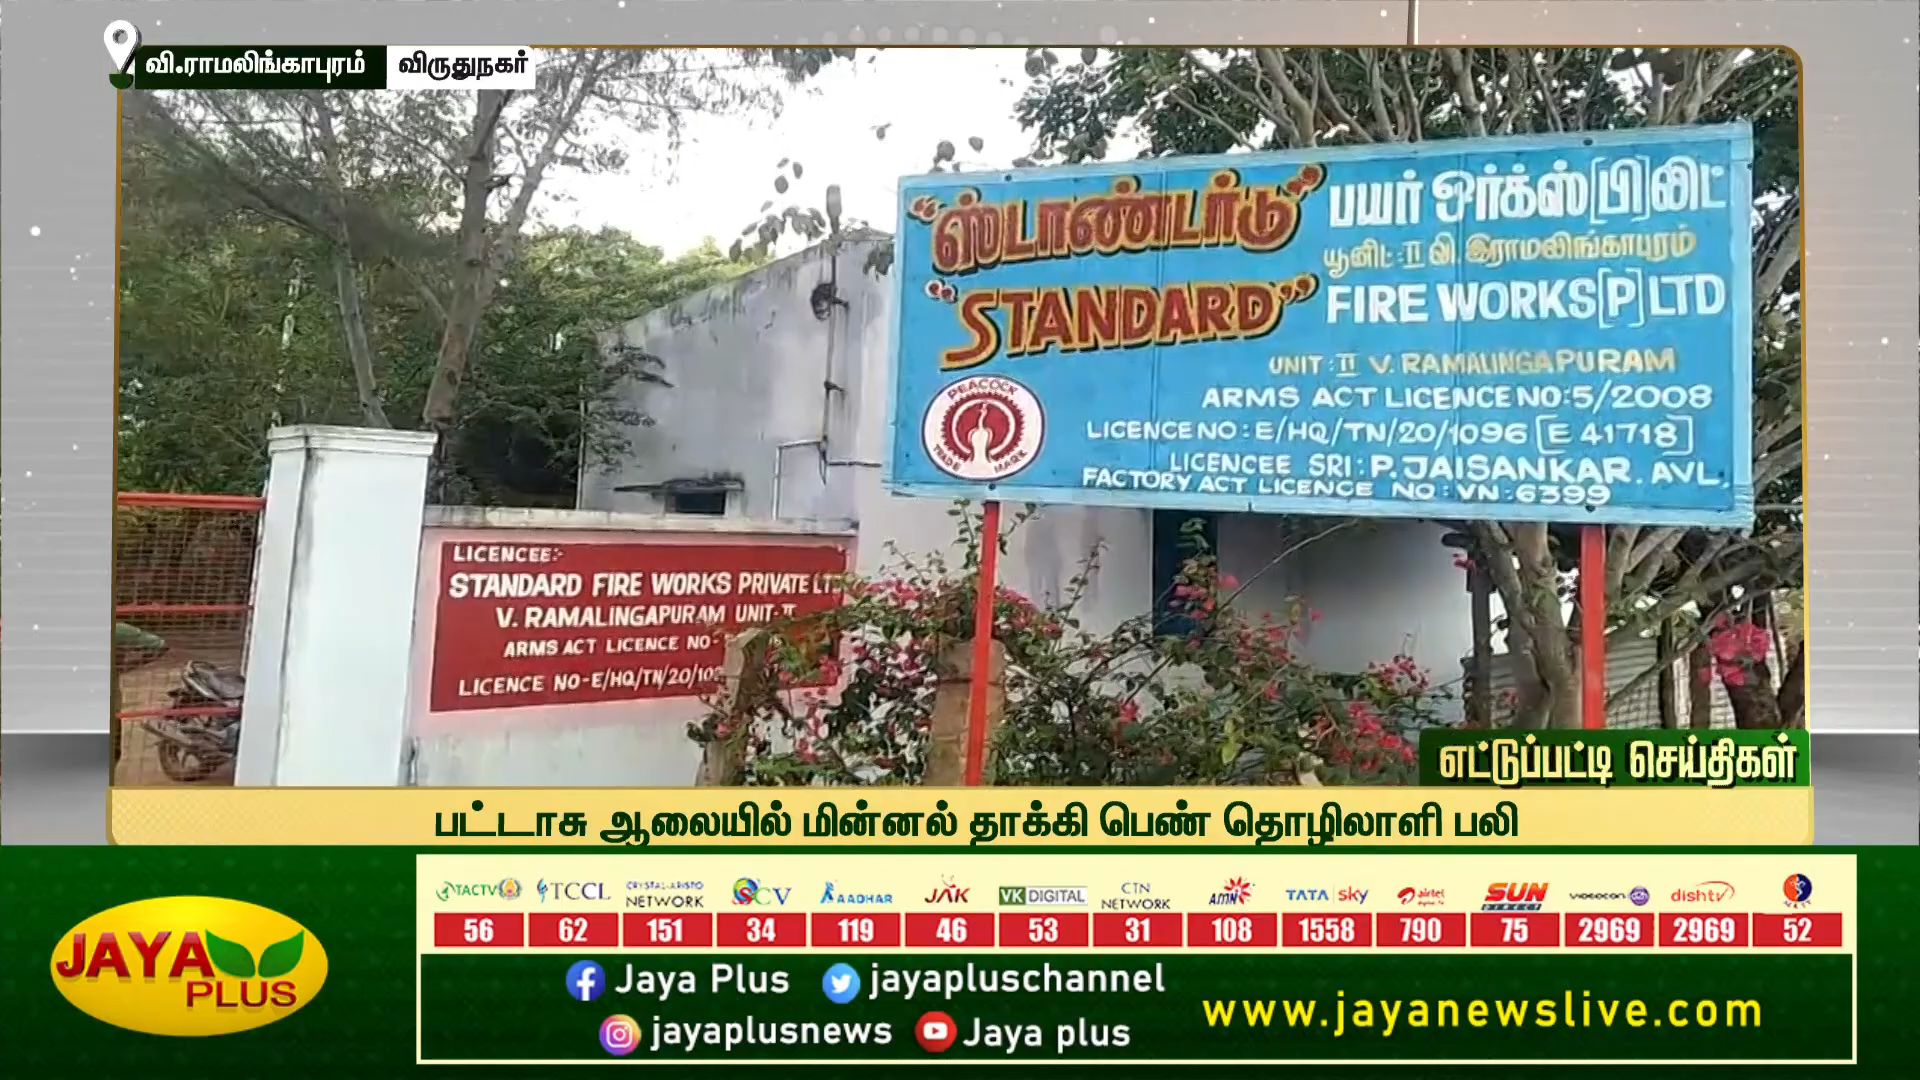 வி.ராமலிங்காபுரம் விருதுநகர்
"ஸ்டாண்டர்டு" பயர் ஒர்க்ஸ் [பி] லிட்
யூனிட் : II வி. இராமலிங்காபுரம்
"STANDARD" FIRE WORKS [P] LTD
UNIT : II V. RAMALINGAPURAM
ARMS ACT LICENCE NO: 5/2008
LICENCE NO : E/HQ/TN/20/1096 [E 41718]
LICENCEE SRI : P. JAISANKAR. AVL.
FACTORY ACT LICENCE NO : VN : 6399
PEACOCK
TRADE MARK
LICENCEE:-
STANDARD FIRE WORKS PRIVATE LT
V. RAMALINGAPURAM UNIT-II
ARMS ACT LICENCE NO-
LICENCE NO-E/HQ/TN/20/10
எட்டுப்பட்டி செய்திகள்
பட்டாசு ஆலையில் மின்னல் தாக்கி பெண் தொழிலாளி பலி
JAYA PLUS
TACTV TCCL CRYSTAL-ARISTO NETWORK SCV AADHAR JAK VK DIGITAL CTN NETWORK AMN TATA sky airtel SUN DIRECT videocon d2h dishtv
56 62 151 34 119 46 53 31 108 1558 790 75 2969 2969 52
Jaya Plus jayapluschannel
jayaplusnews Jaya plus
www.jayanewslive.com